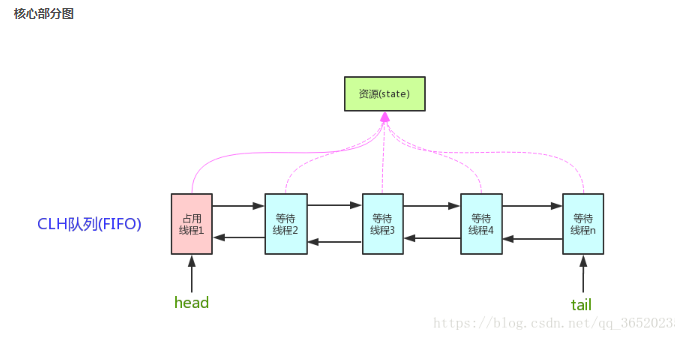 核心部分图
资源(state)
CLH队列(FIFO)
占用
线程1
等待
线程2
等待
线程3
等待
线程4
等待
线程n
head
tail
https://blog.csdn.net/qq_3652023